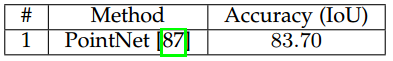 # Method Accuracy (IoU)
1 PointNet [87] 83.70